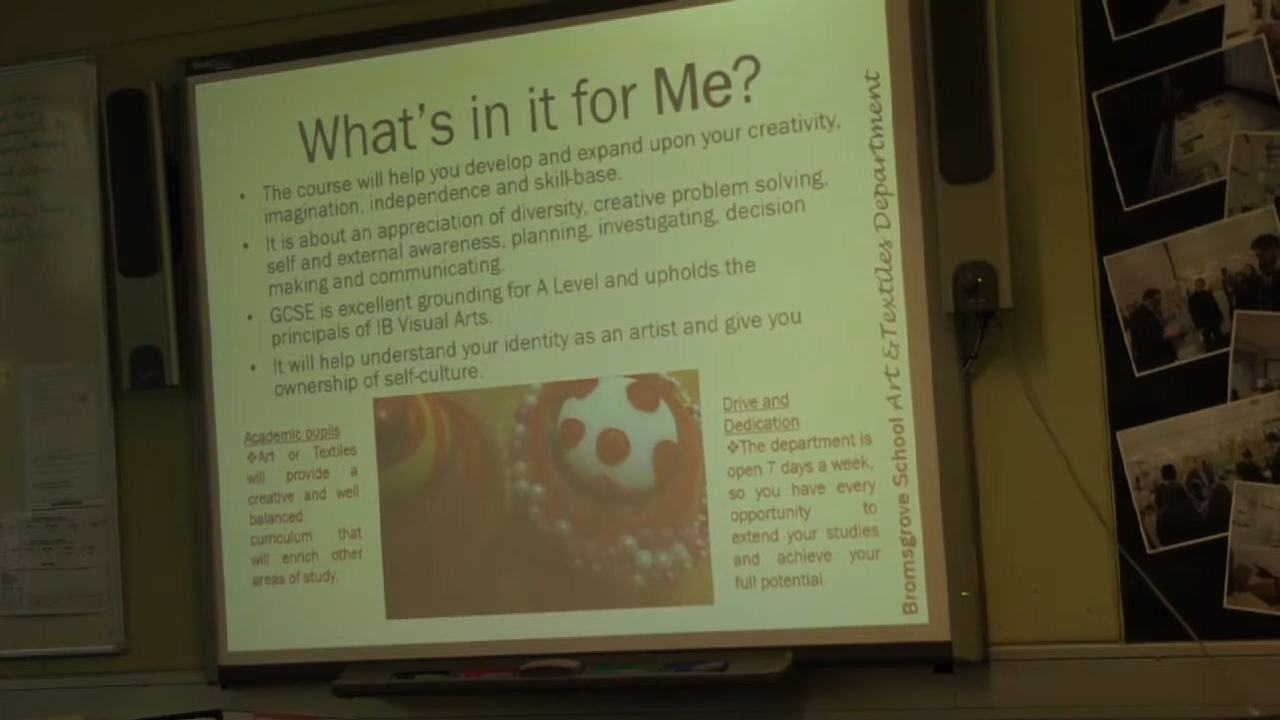 What's in it for Me?
• The course will help you develop and expand upon your creativity,
imagination, independence and skill-base.
• It is about an appreciation of diversity, creative problem solving,
self and external awareness, planning, investigating, decision
making and communicating.
• GCSE is excellent grounding for A Level and upholds the
principals of IB Visual Arts.
• It will help understand your identity as an artist and give you
ownership of self-culture.
Academic pupils
❖Art or Textiles
will provide a
creative and well
balanced
curriculum that
will enrich other
areas of study.
Drive and
Dedication
❖The department is
open 7 days a week,
so you have every
opportunity to
extend your studies
and achieve your
full potential.
Bromsgrove School Art & Textiles Department